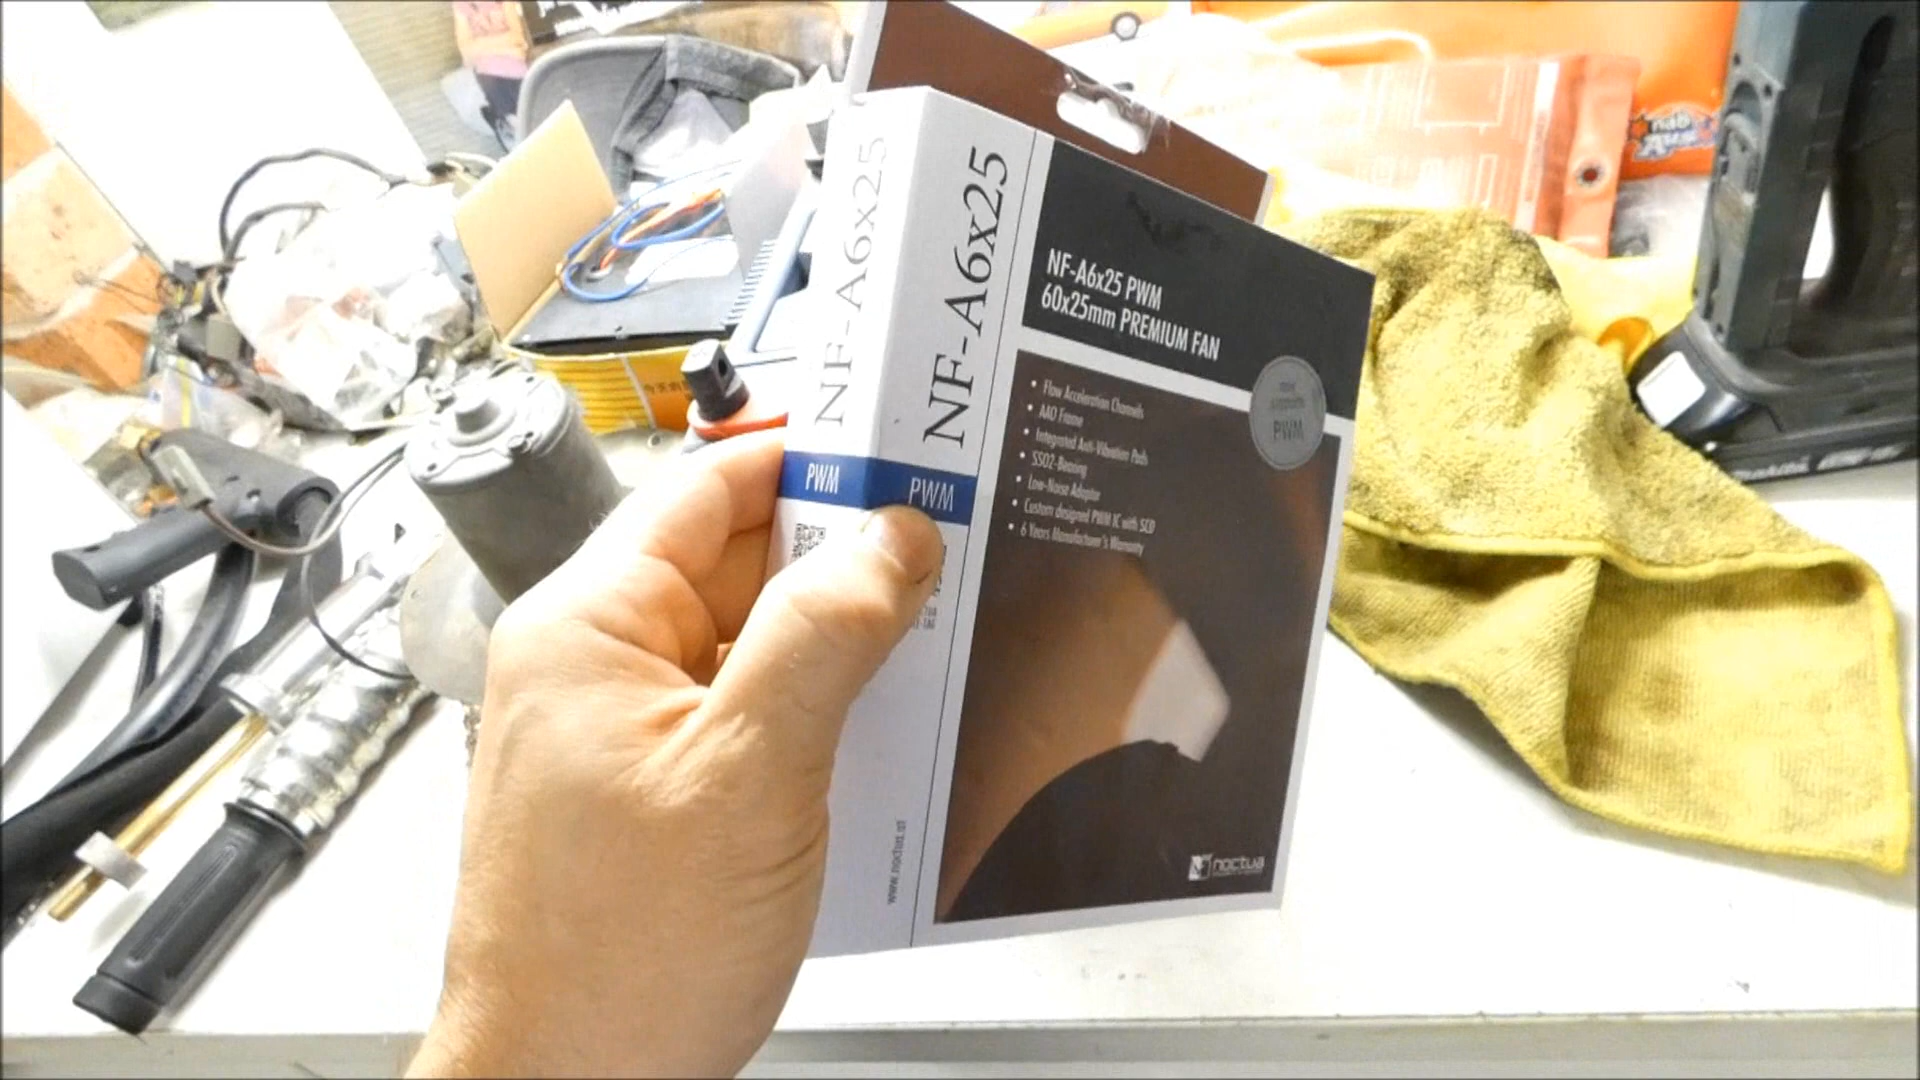 NF-A6x25
NF-A6x25
PWM
PWM
www.noctua.at
NF-A6x25 PWM
60x25mm PREMIUM FAN
PWM
• Flow Acceleration Channels
• AAO Frame
• Integrated Anti-Vibration Pads
• SSO2-Bearing
• Low-Noise Adaptor
• Custom designed PWM IC with SCD
• 6 Years Manufacturer's Warranty
noctua
makita